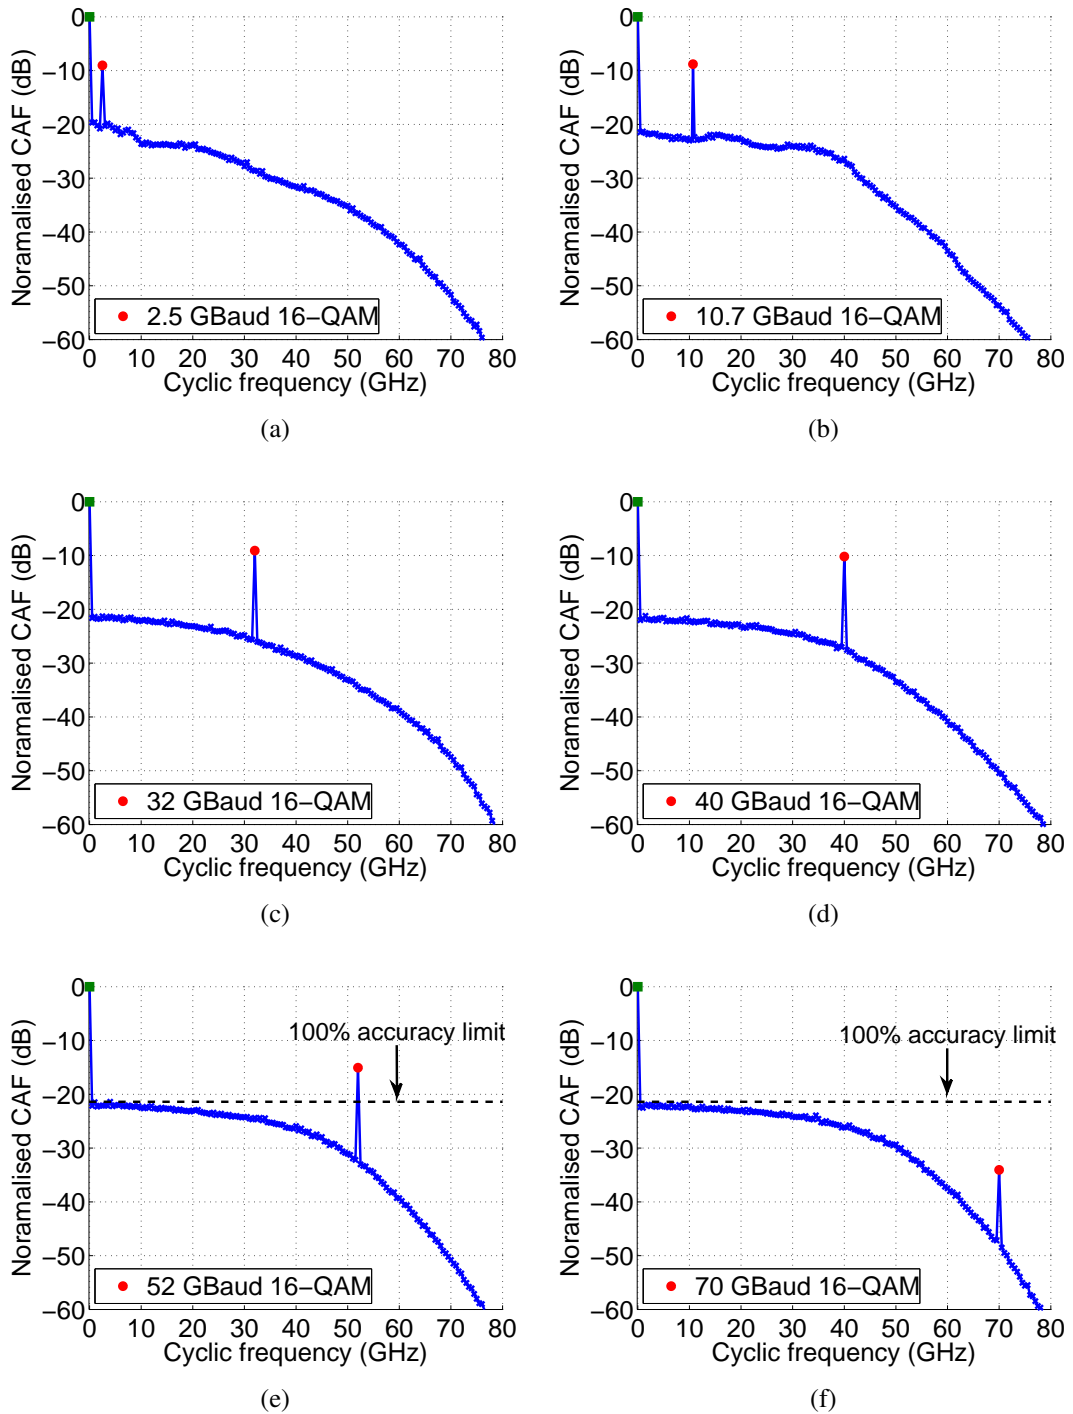 0
−10
−20
−30
−40
−50
−60
0 10 20 30 40 50 60 70 80
Cyclic frequency (GHz)
Noramalised CAF (dB)
2.5 GBaud 16−QAM
(a)
0
−10
−20
−30
−40
−50
−60
0 10 20 30 40 50 60 70 80
Cyclic frequency (GHz)
Noramalised CAF (dB)
10.7 GBaud 16−QAM
(b)
0
−10
−20
−30
−40
−50
−60
0 10 20 30 40 50 60 70 80
Cyclic frequency (GHz)
Noramalised CAF (dB)
32 GBaud 16−QAM
(c)
0
−10
−20
−30
−40
−50
−60
0 10 20 30 40 50 60 70 80
Cyclic frequency (GHz)
Noramalised CAF (dB)
40 GBaud 16−QAM
(d)
0
−10
−20
−30
−40
−50
−60
0 10 20 30 40 50 60 70 80
Cyclic frequency (GHz)
Noramalised CAF (dB)
100% accuracy limit
52 GBaud 16−QAM
(e)
0
−10
−20
−30
−40
−50
−60
0 10 20 30 40 50 60 70 80
Cyclic frequency (GHz)
Noramalised CAF (dB)
100% accuracy limit
70 GBaud 16−QAM
(f)